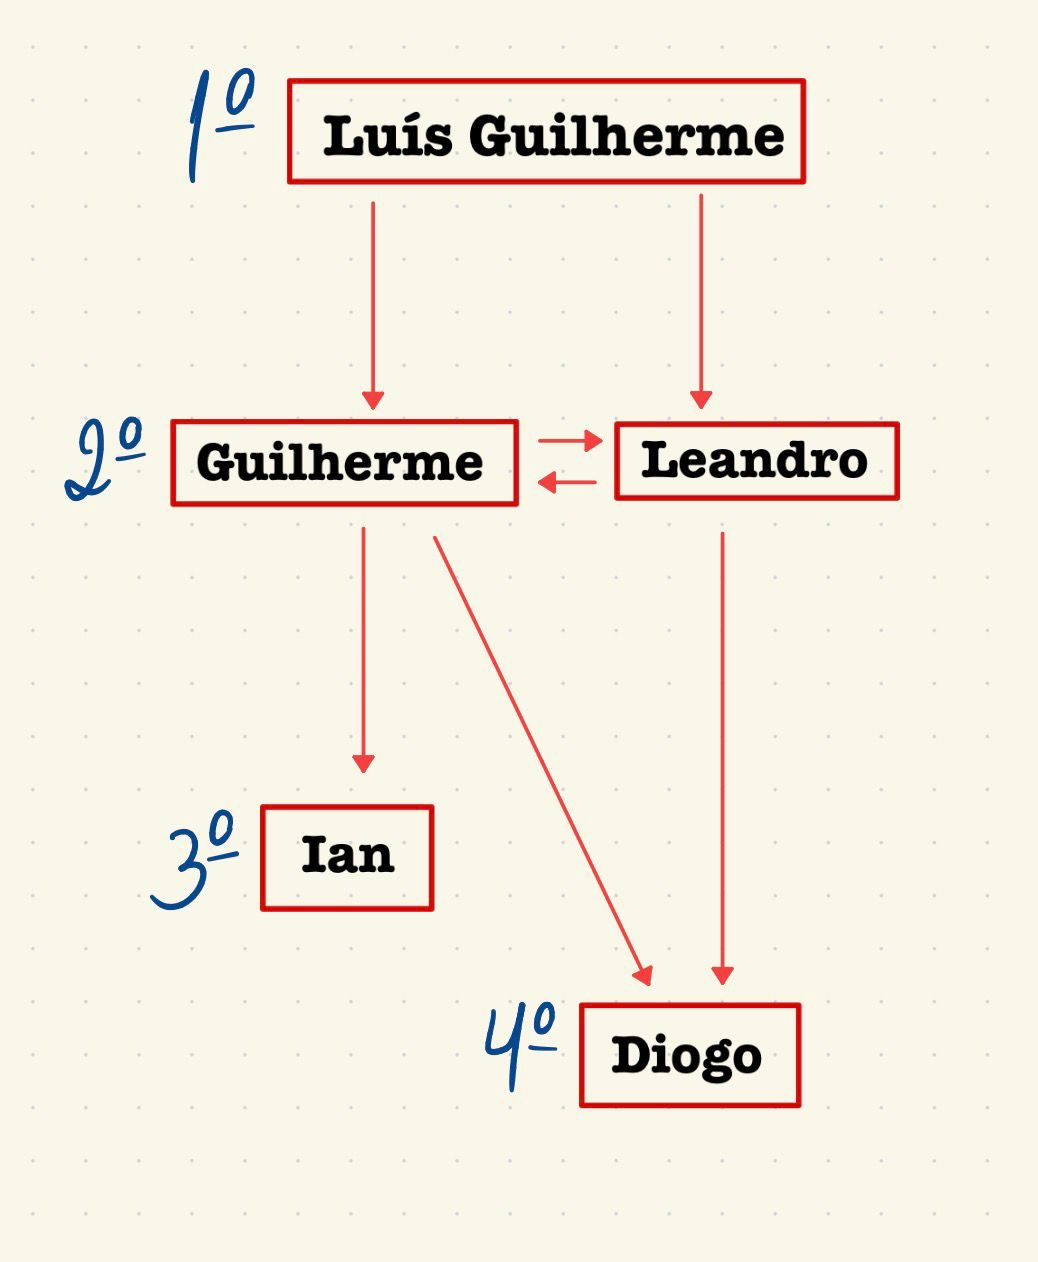 1º Luís Guilherme
2º Guilherme Leandro
3º Ian
4º Diogo